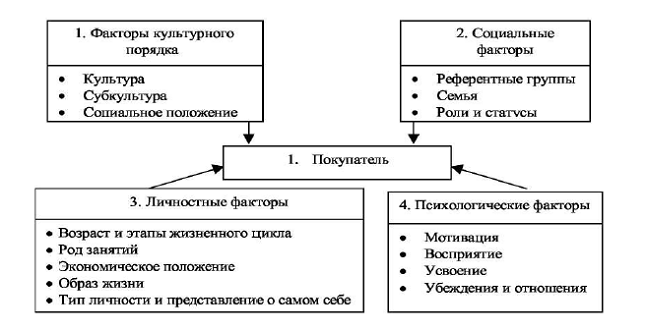 1. Факторы культурного
порядка
• Культура
• Субкультура
• Социальное положение
2. Социальные
факторы
• Референтные группы
• Семья
• Роли и статусы
1. Покупатель
3. Личностные факторы
• Возраст и этапы жизненного цикла
• Род занятий
• Экономическое положение
• Образ жизни
• Тип личности и представление о самом себе
4. Психологические факторы
• Мотивация
• Восприятие
• Усвоение
• Убеждения и отношения